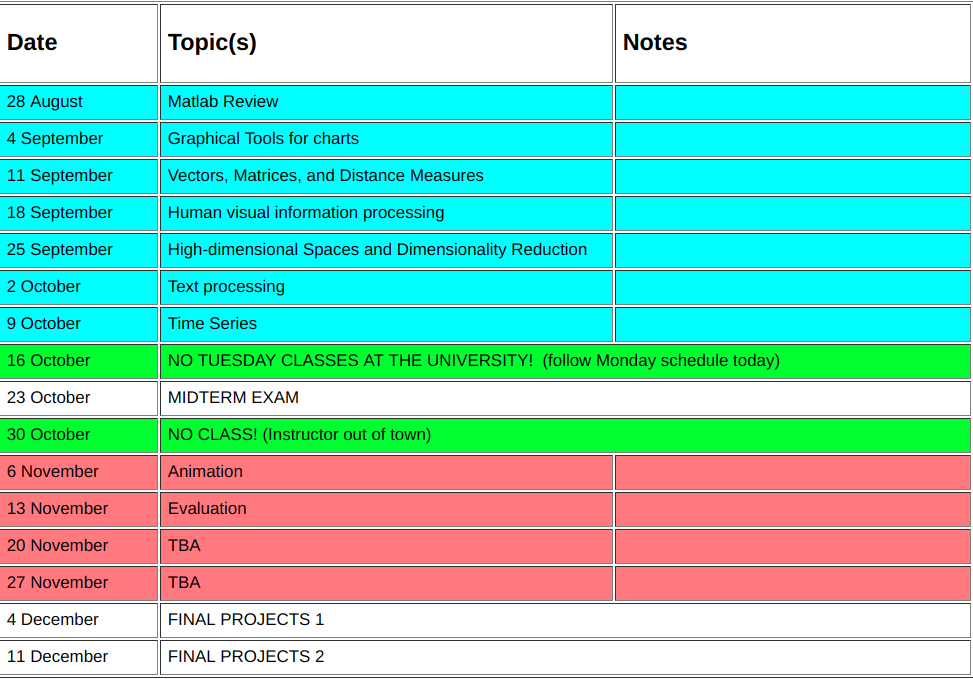 Date Topic(s) Notes
28 August Matlab Review
4 September Graphical Tools for charts
11 September Vectors, Matrices, and Distance Measures
18 September Human visual information processing
25 September High-dimensional Spaces and Dimensionality Reduction
2 October Text processing
9 October Time Series
16 October NO TUESDAY CLASSES AT THE UNIVERSITY!  (follow Monday schedule today)
23 October MIDTERM EXAM
30 October NO CLASS! (Instructor out of town)
6 November Animation
13 November Evaluation
20 November TBA
27 November TBA
4 December FINAL PROJECTS 1
11 December FINAL PROJECTS 2